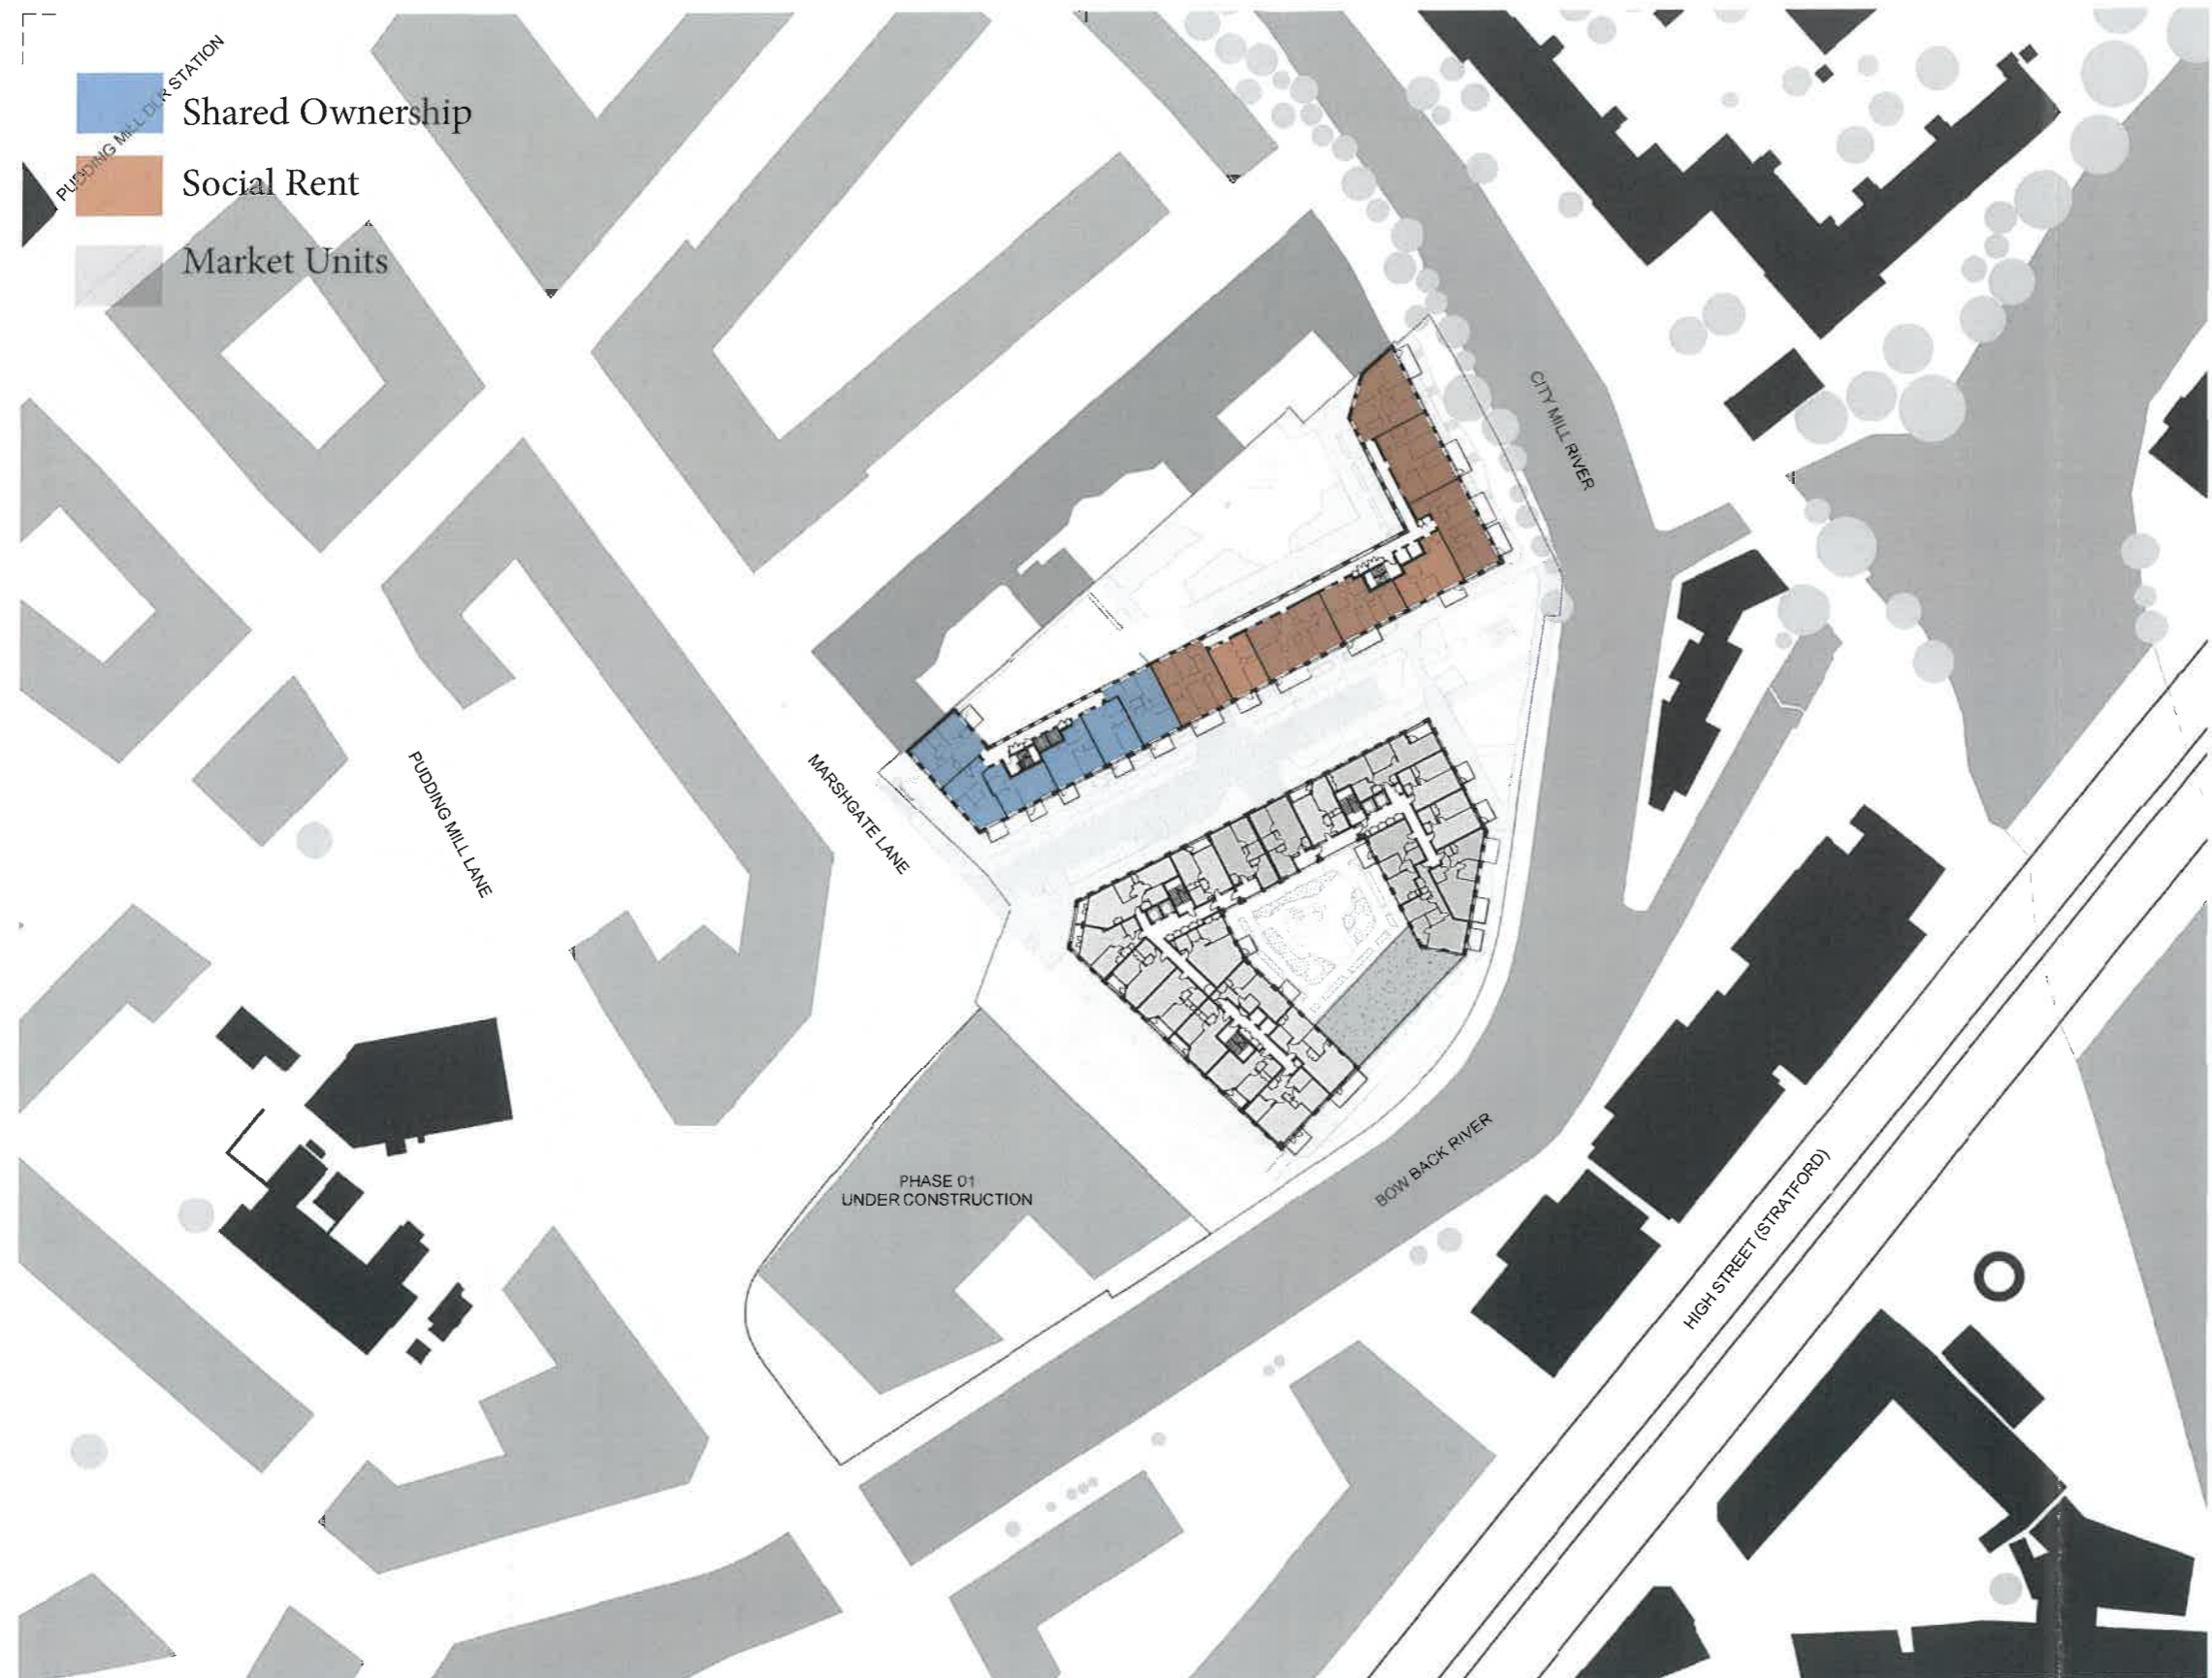 PUDDING MILL DLR STATION
Shared Ownership
Social Rent
Market Units
CITY MILL RIVER
PUDDING MILL LANE
MARSHGATE LANE
PHASE 01
UNDER CONSTRUCTION
BOW BACK RIVER
HIGH STREET (STRATFORD)